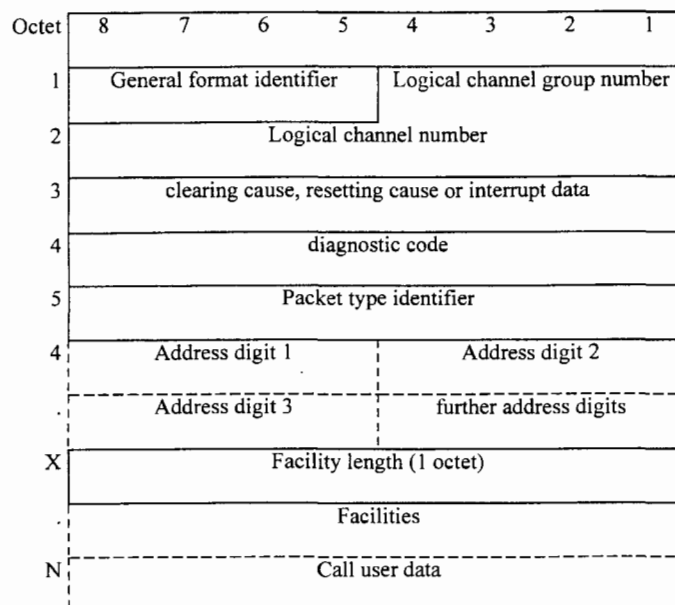 Octet 8 7 6 5 4 3 2 1
1 General format identifier Logical channel group number
2 Logical channel number
3 clearing cause, resetting cause or interrupt data
4 diagnostic code
5 Packet type identifier
4 Address digit 1 Address digit 2
. Address digit 3 further address digits
X Facility length (1 octet)
. Facilities
N Call user data